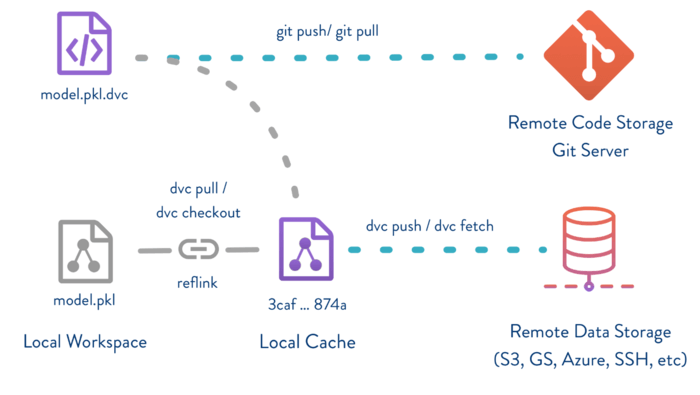 git push/ git pull
model.pkl.dvc
Remote Code Storage
Git Server
dvc pull /
dvc checkout
dvc push / dvc fetch
reflink
model.pkl
3caf ... 874a
Local Workspace
Local Cache
Remote Data Storage
(S3, GS, Azure, SSH, etc)